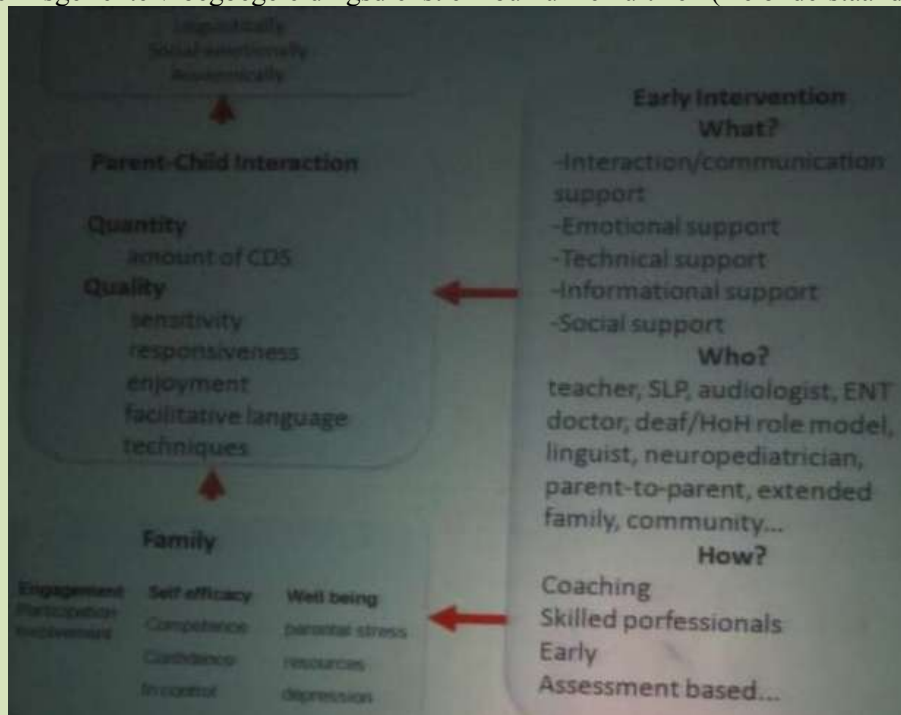 Linguistically
Social-emotionally
Academically
Parent-Child Interaction
Quantity
amount of CDS
Quality
sensitivity
responsiveness
enjoyment
facilitative language
techniques
Family
Engagement
Participation
Involvement
Self efficacy
Competence
Confidence
In control
Well being
parental stress
resources
depression
Early Intervention
What?
-Interaction/communication
support
-Emotional support
-Technical support
-Informational support
-Social support
Who?
teacher, SLP, audiologist, ENT
doctor, deaf/HoH role model,
linguist, neuropediatrician,
parent-to-parent, extended
family, community...
How?
Coaching
Skilled porfessionals
Early
Assessment based...